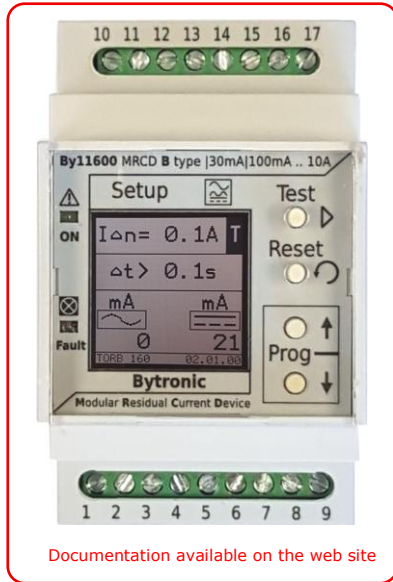 10 11 12 13 14 15 16 17
By11600 MRCD B type |30mA|100mA .. 10A
Setup
Test
ON
I△n= 0.1A T
Reset
△t> 0.1s
mA mA
0 21
Fault
Prog
TORB 160 02.01.00
Bytronic
Modular Residual Current Device
1 2 3 4 5 6 7 8 9
Documentation available on the web site